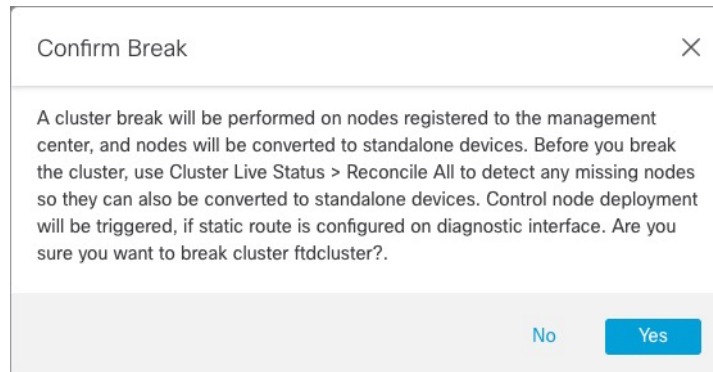 Confirm Break
A cluster break will be performed on nodes registered to the management
center, and nodes will be converted to standalone devices. Before you break
the cluster, use Cluster Live Status > Reconcile All to detect any missing nodes
so they can also be converted to standalone devices. Control node deployment
will be triggered, if static route is configured on diagnostic interface. Are you
sure you want to break cluster ftdcluster?.
No Yes